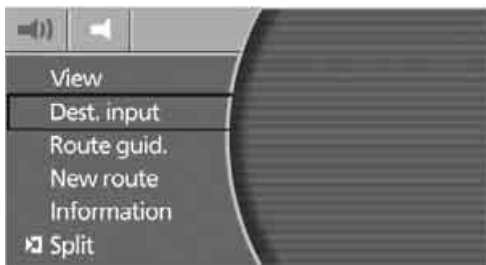 View
Dest. input
Route guid.
New route
Information
Split